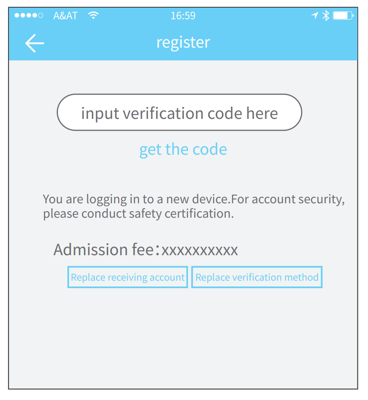 A&AT 16:59
register
input verification code here
get the code
You are logging in to a new device.For account security,
please conduct safety certification.
Admission fee：xxxxxxxxxx
Replace receiving account Replace verification method